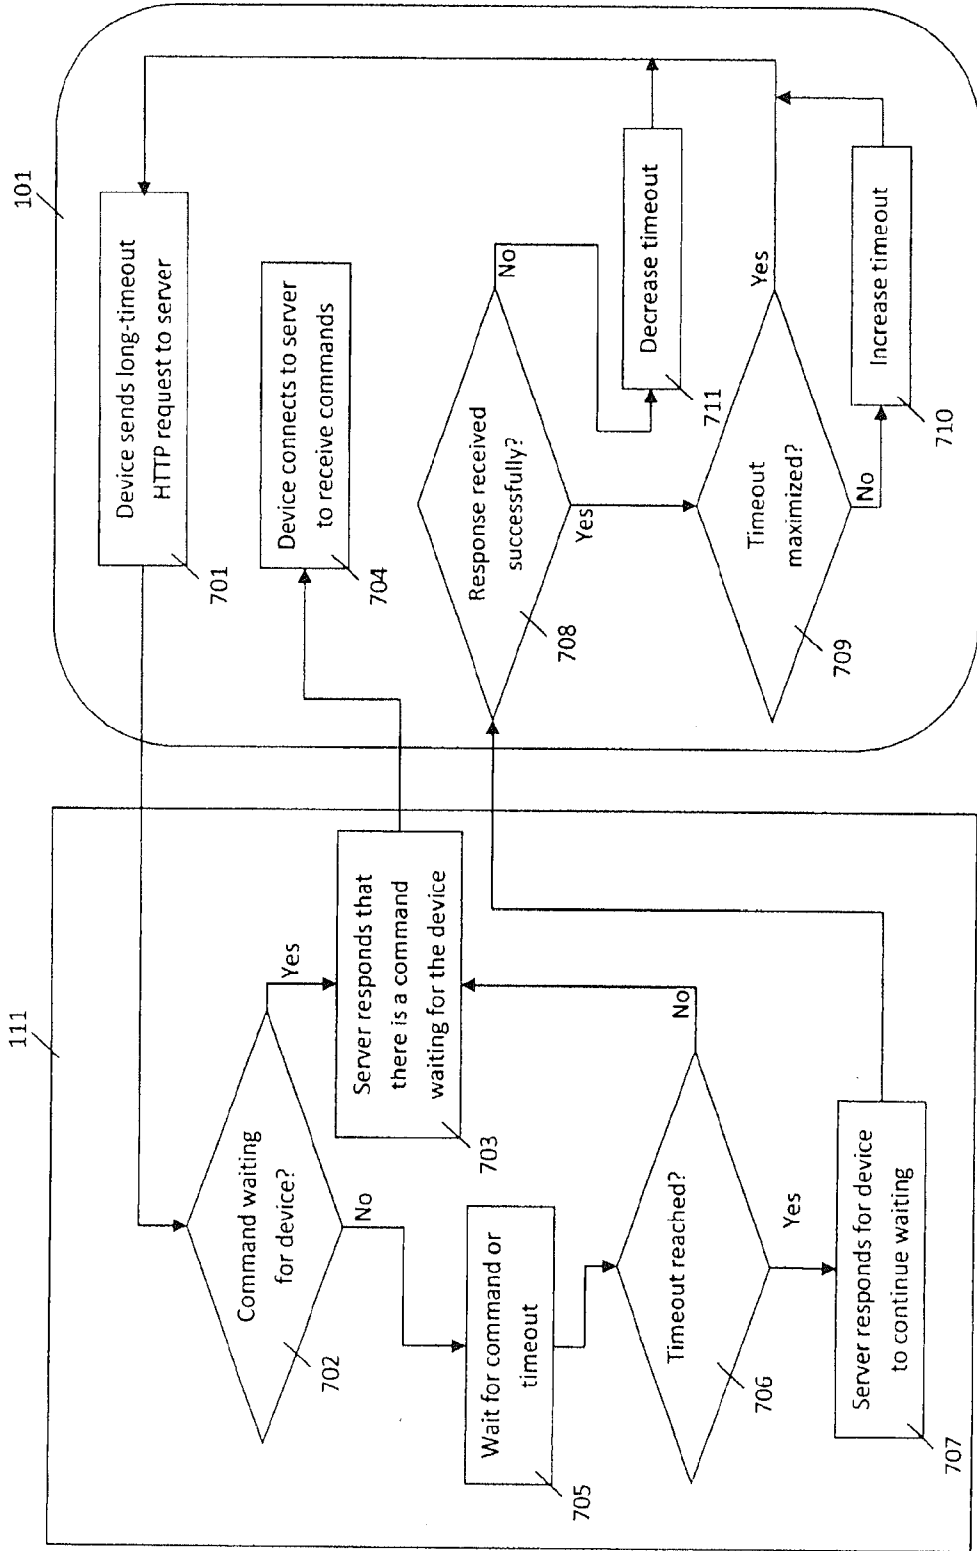 111
Command waiting
for device?
702
Yes
No
Server responds that
there is a command
waiting for the device
703
Wait for command or
timeout
705
Timeout reached?
706
No
Yes
Server responds for device
to continue waiting
707
101
Device sends long-timeout
HTTP request to server
701
Device connects to server
to receive commands
704
Response received
successfully?
708
No
Yes
Decrease timeout
711
Timeout
maximized?
709
Yes
No
Increase timeout
710